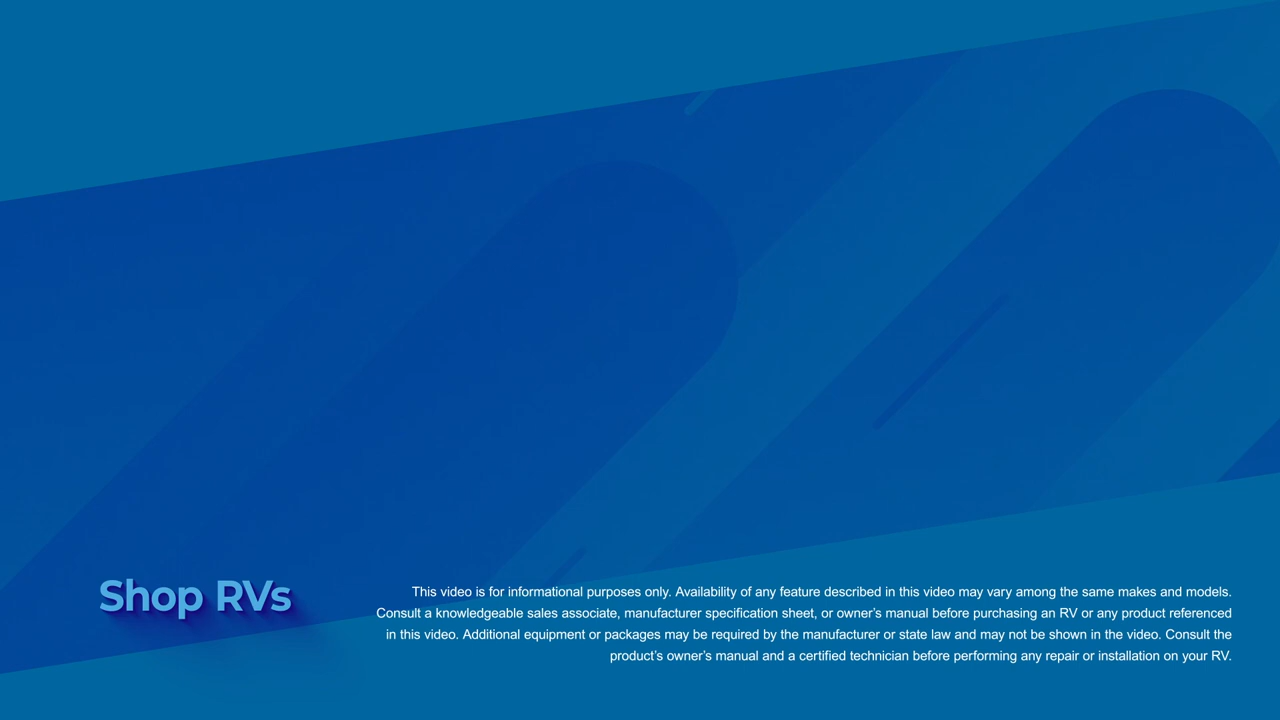 Shop RVs
This video is for informational purposes only. Availability of any feature described in this video may vary among the same makes and models.
Consult a knowledgeable sales associate, manufacturer specification sheet, or owner’s manual before purchasing an RV or any product referenced
in this video. Additional equipment or packages may be required by the manufacturer or state law and may not be shown in the video. Consult the
product’s owner’s manual and a certified technician before performing any repair or installation on your RV.